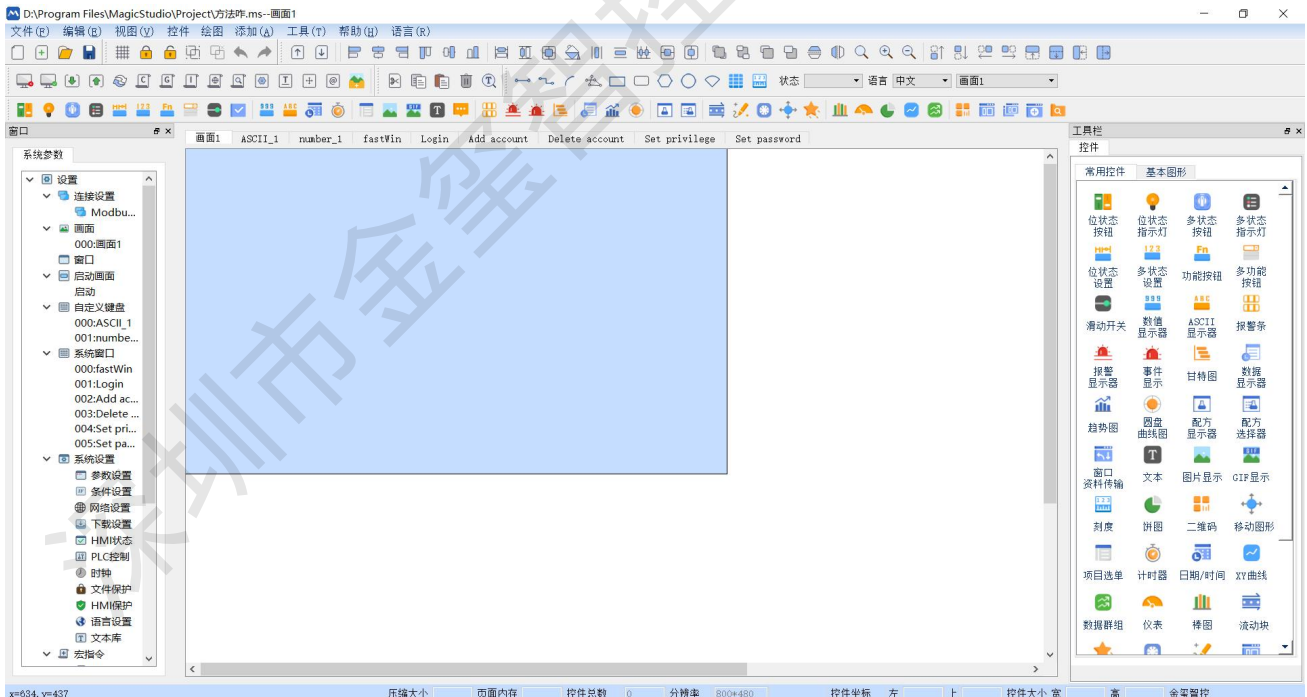 D:\Program Files\MagicStudio\Project\方法咋.ms--画面1
文件(F) 编辑(E) 视图(V) 控件 绘图 添加(A) 工具(T) 帮助(H) 语言(R)
状态 语言 中文 画面1
窗口
系统参数
设置
连接设置
Modbu...
画面
000:画面1
窗口
启动画面
启动
自定义键盘
000:ASCII_1
001:numbe...
系统窗口
000:fastWin
001:Login
002:Add ac...
003:Delete ...
004:Set pri...
005:Set pa...
系统设置
参数设置
条件设置
网络设置
下载设置
HMI状态
PLC控制
时钟
文件保护
HMI保护
语言设置
文本库
宏指令
画面1 ASCII_1 number_1 fastWin Login Add account Delete account Set privilege Set password
深圳市金玺智控
工具栏
控件
常用控件 基本图形
位状态按钮 位状态指示灯 多状态按钮 多状态指示灯
位状态设置 多状态设置 功能按钮 多功能按钮
滑动开关 数值显示器 ASCII显示器 报警条
报警显示器 事件显示 甘特图 数据显示器
趋势图 圆盘曲线图 配方显示器 配方选择器
窗口资料传输 文本 图片显示 GIF显示
刻度 饼图 二维码 移动图形
项目选单 计时器 日期/时间 XY曲线
数据群组 仪表 棒图 流动块
x=634, y=437 压缩大小 页面内存 控件总数 0 分辨率 800*480 控件坐标 左 上 控件大小 宽 高 金玺智控